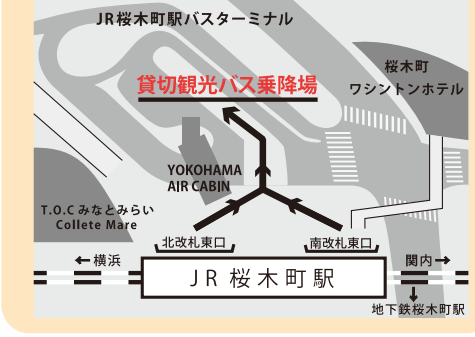 JR桜木町駅バスターミナル
貸切観光バス乗降場
桜木町
ワシントンホテル
YOKOHAMA
AIR CABIN
T.O.Cみなとみらい
Collete Mare
北改札東口
南改札東口
←横浜
JR桜木町駅
関内→
地下鉄桜木町駅